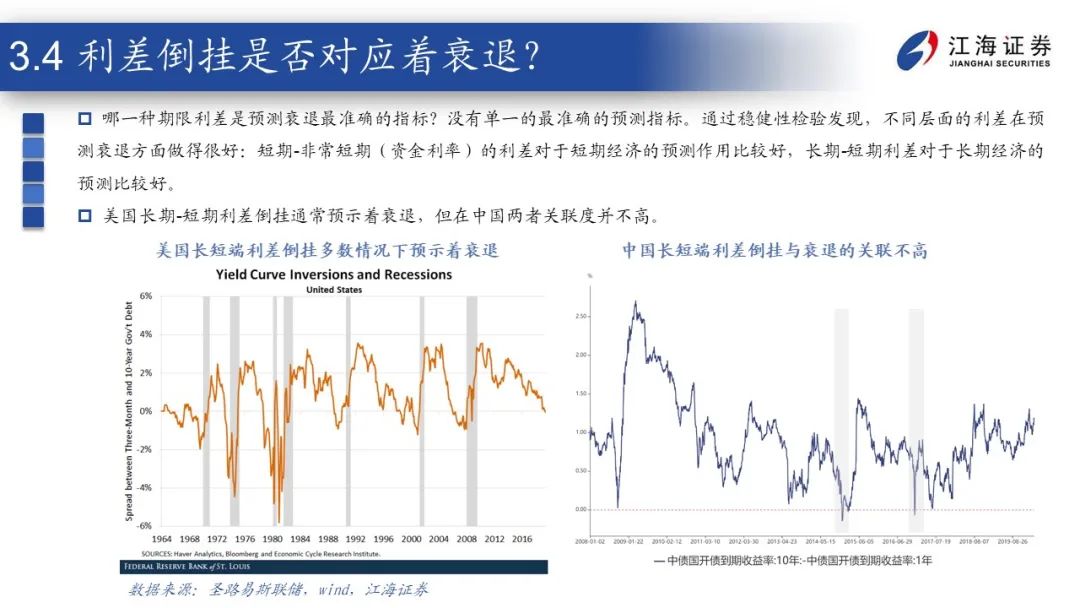 3.4 利差倒挂是否对应着衰退？
江海证券
JIANGHAI SECURITIES
哪一种期限利差是预测衰退最准确的指标？没有单一的最准确的预测指标。通过稳健性检验发现，不同层面的利差在预
测衰退方面做得很好：短期-非常短期（资金利率）的利差对于短期经济的预测作用比较好，长期-短期利差对于长期经济的
预测比较好。
美国长期-短期利差倒挂通常预示着衰退，但在中国两者关联度并不高。
美国长短端利差倒挂多数情况下预示着衰退
Yield Curve Inversions and Recessions
United States
Spread between Three-Month and 10-Year Gov't Debt
6%
4%
2%
0%
-2%
-4%
-6%
1964 1968 1972 1976 1980 1984 1988 1992 1996 2000 2004 2008 2012 2016
SOURCES: Haver Analytics, Bloomberg and Economic Cycle Research Institute.
FEDERAL RESERVE BANK of ST. LOUIS
中国长短端利差倒挂与衰退的关联不高
%
2.50
2.00
1.50
1.00
0.50
0.00
2008-01-02 2009-01-22 2010-02-12 2011-03-10 2012-03-30 2013-04-23 2014-05-15 2015-06-05 2016-06-29 2017-07-19 2018-08-07 2019-08-26
中债国开债到期收益率:10年:-中债国开债到期收益率:1年
数据来源：圣路易斯联储，wind，江海证券